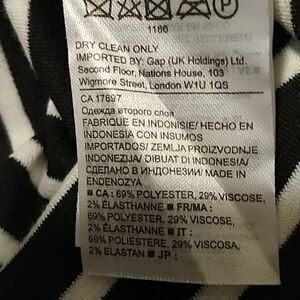 P
1186
DRY CLEAN ONLY
IMPORTED BY: Gap (UK Holdings) Ltd.
Second Floor, Nations House, 103
Wigmore Street, London W1U 1QS
CA 17697
Одежда второго слоя
FABRIQUE EN INDONISIE/ HECHO EN
INDONESIA CON INSUMOS
IMPORTADOS/ ZEMLJA PROIZVODNJE
INDONEZIJA/ DIBUAT DI INDONESIA/
СДЕЛАНО В ИНДОНЕЗИИ/ MADE IN
ENDENOZYA
■ CA : 69% POLYESTER, 29% VISCOSE,
2% ÉLASTHANNE ■ FR/MA :
69% POLYESTER, 29% VISCOSE,
2% ÉLASTHANNE ■ IT :
69% POLIESTERE, 29% VISCOSA,
2% ELASTAN ■ JP :